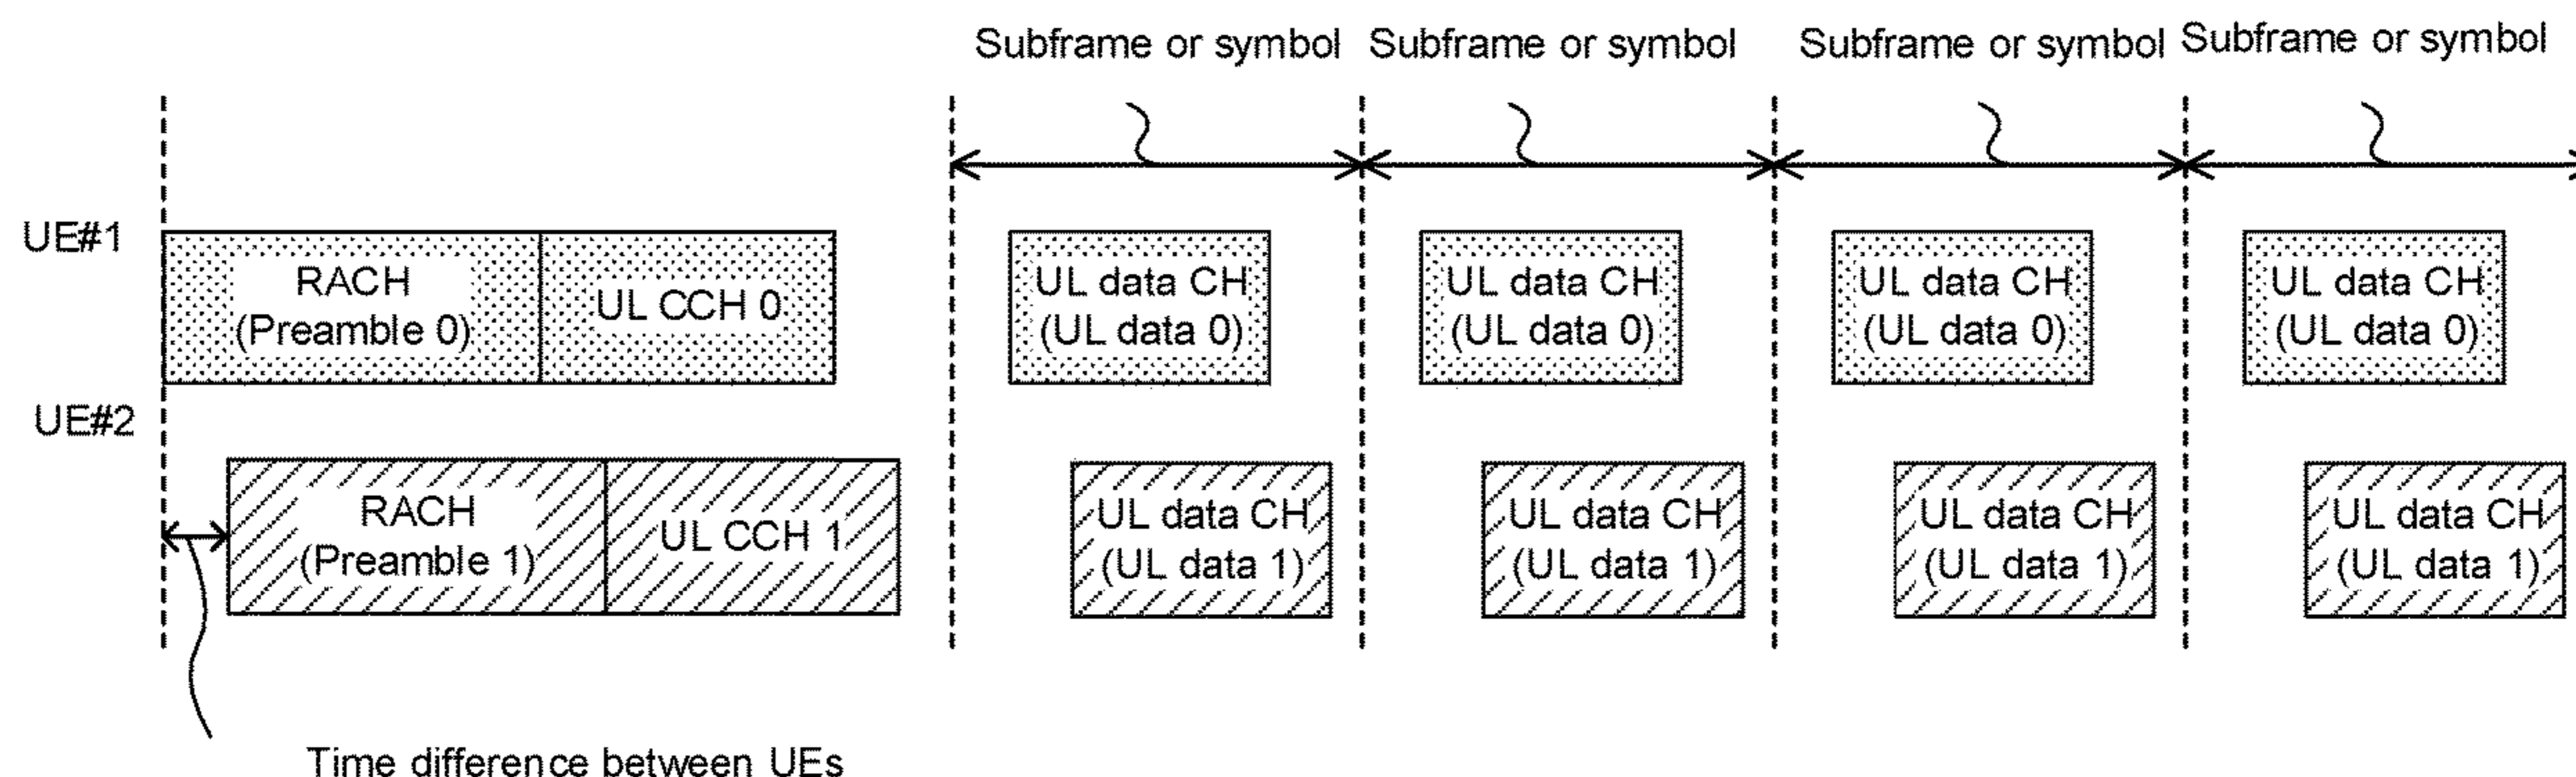 Subframe or symbol Subframe or symbol Subframe or symbol Subframe or symbol
UE#1
RACH
(Preamble 0)
UL CCH 0
UL data CH
(UL data 0)
UL data CH
(UL data 0)
UL data CH
(UL data 0)
UL data CH
(UL data 0)
UE#2
RACH
(Preamble 1)
UL CCH 1
UL data CH
(UL data 1)
UL data CH
(UL data 1)
UL data CH
(UL data 1)
UL data CH
(UL data 1)
Time difference between UEs